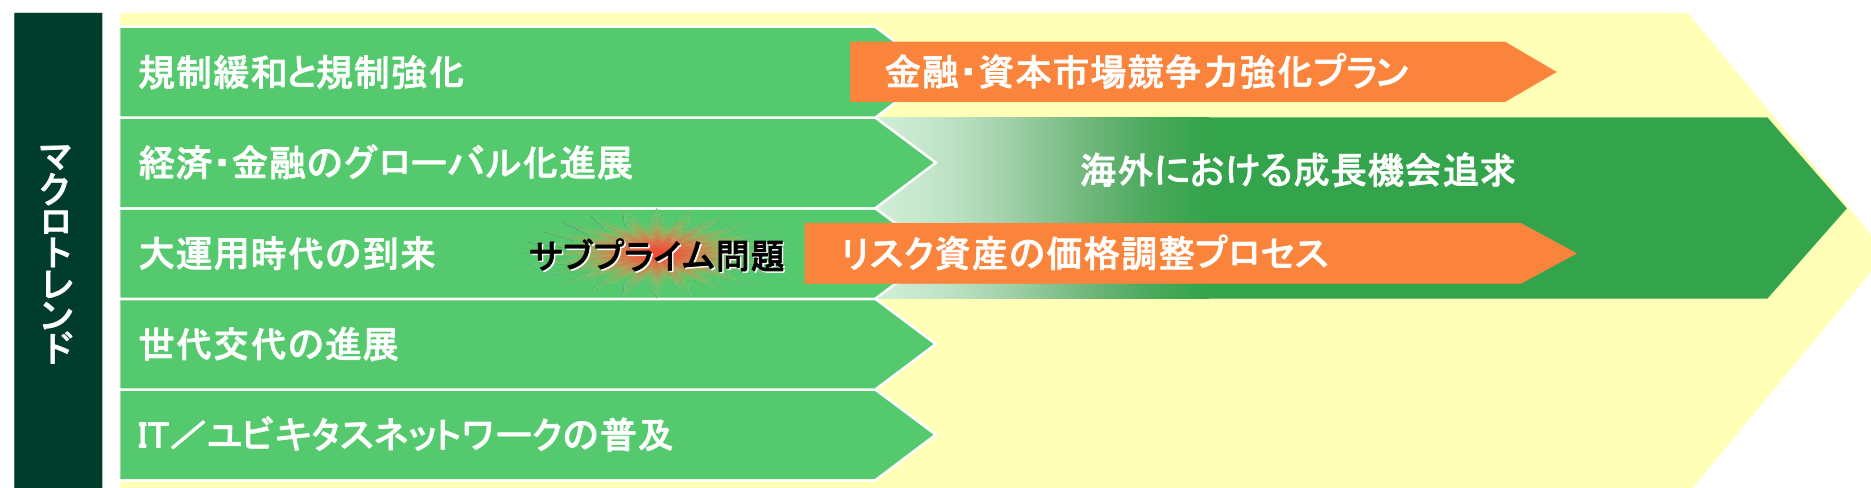 マクロトレンド
規制緩和と規制強化
金融・資本市場競争力強化プラン
経済・金融のグローバル化進展
海外における成長機会追求
大運用時代の到来
サブプライム問題
リスク資産の価格調整プロセス
世代交代の進展
IT／ユビキタスネットワークの普及